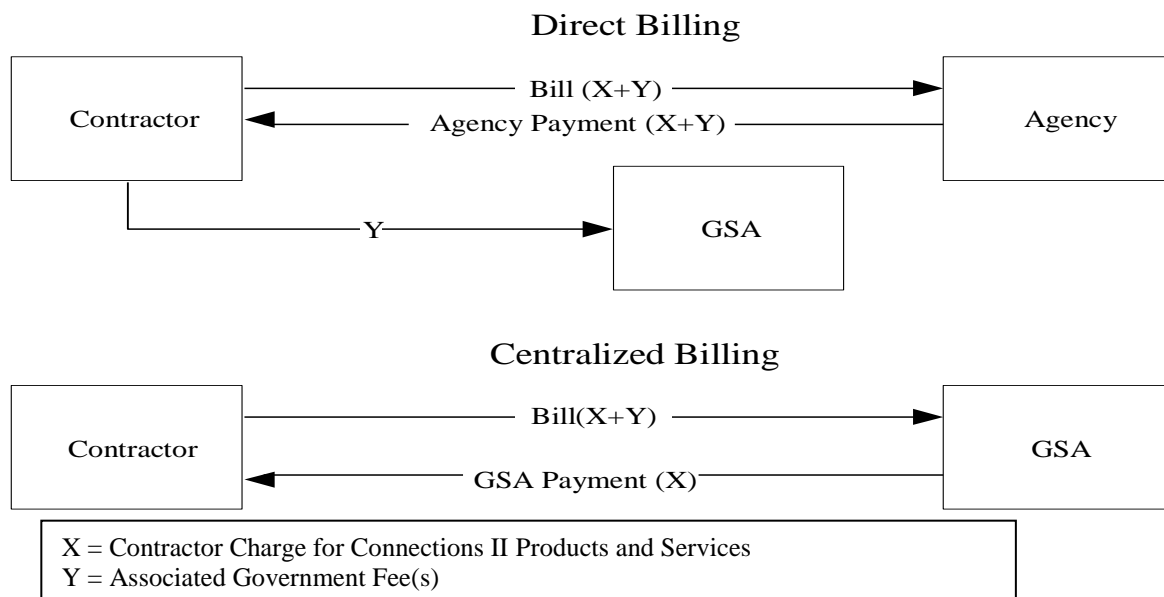 Direct Billing
Contractor
Bill (X+Y)
Agency Payment (X+Y)
Agency
Y
GSA
Centralized Billing
Contractor
Bill(X+Y)
GSA Payment (X)
GSA
X = Contractor Charge for Connections II Products and Services
Y = Associated Government Fee(s)